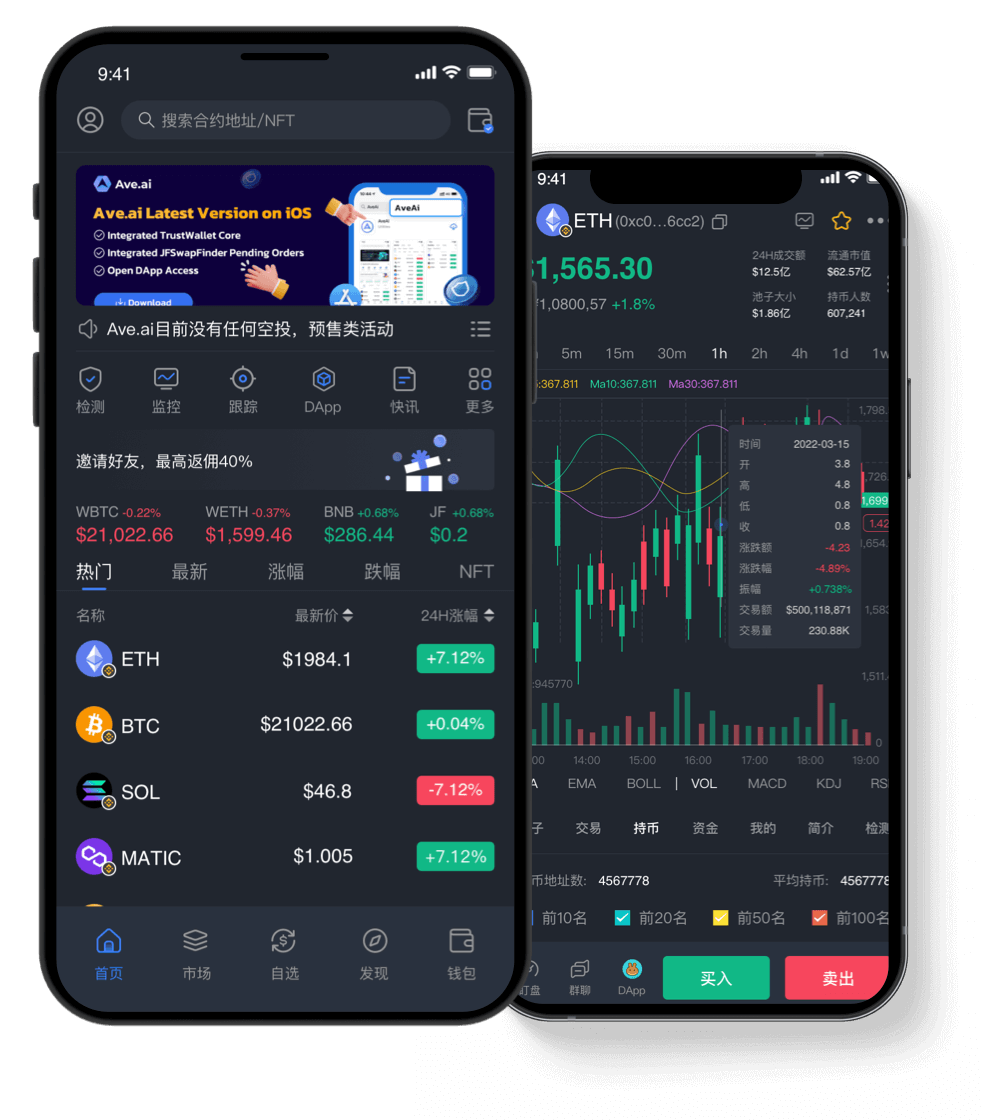 9:41
搜索合约地址/NFT
Ave.ai
Ave.ai Latest Version on iOS
Integrated TrustWallet Core
Integrated JFSwapFinder Pending Orders
Open DApp Access
Download
AveAi
Ave.ai目前没有任何空投，预售类活动
检测 监控 跟踪 DApp 快讯 更多
邀请好友，最高返佣40%
WBTC -0.22% WETH -0.37% BNB +0.68% JF +0.68%
$21,022.66 $1,599.46 $286.44 $0.2
热门 最新 涨幅 跌幅 NFT
名称 最新价 24H涨幅
ETH $1984.1 +7.12%
BTC $21022.66 +0.04%
SOL $46.8 -7.12%
MATIC $1.005 +7.12%
首页 市场 自选 发现 钱包
9:41
ETH (0xc0...6cc2)
$1,565.30
24H成交额 流通市值
$12.5亿 $62.57亿
1,0800,57 +1.8%
池子大小 持币人数
$1.86亿 607,241
5m 15m 30m 1h 2h 4h 1d 1w
:367.811 Ma10:367.811 Ma30:367.811
1,798.
时间 2022-03-15
开 3.8
高 4.8
低 0.8
收 0.8
涨跌额 -4.23
涨跌幅 -4.89%
振幅 +0.738%
交易额 $500,118,871
交易量 230.88K
,726.
1,699
1.42
1,654.
1,583
1,511.4
:945770
0
:00 14:00 15:00 16:00 17:00 18:00 19:00
A EMA BOLL | VOL MACD KDJ RS
子 交易 持币 资金 我的 简介 检测
币地址数: 4567778 平均持币: 4567778
前10名 前20名 前50名 前100名
盯盘 群聊 DApp 买入 卖出